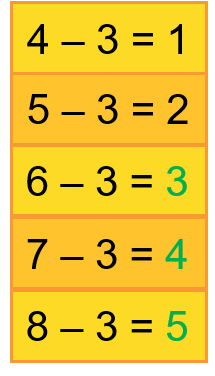 4 – 3 = 1
5 – 3 = 2
6 – 3 = 3
7 – 3 = 4
8 – 3 = 5